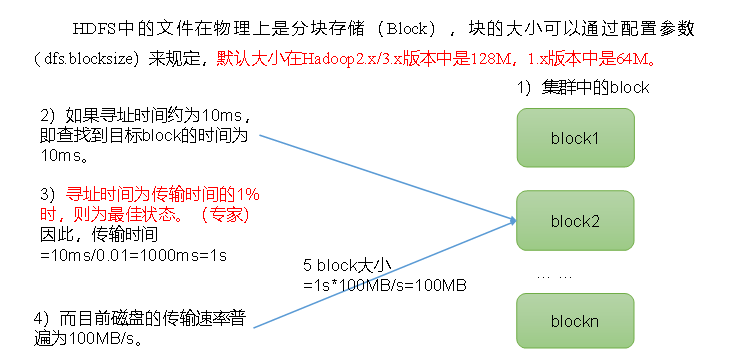 HDFS中的文件在物理上是分块存储（Block），块的大小可以通过配置参数
( dfs.blocksize）来规定，默认大小在Hadoop2.x/3.x版本中是128M，1.x版本中是64M。
1）集群中的block
2）如果寻址时间约为10ms，
即查找到目标block的时间为
10ms。
block1
3）寻址时间为传输时间的1%
时，则为最佳状态。（专家）
因此，传输时间
=10ms/0.01=1000ms=1s
block2
5 block大小
=1s*100MB/s=100MB
... ...
4）而目前磁盘的传输速率普
遍为100MB/s。
blockn